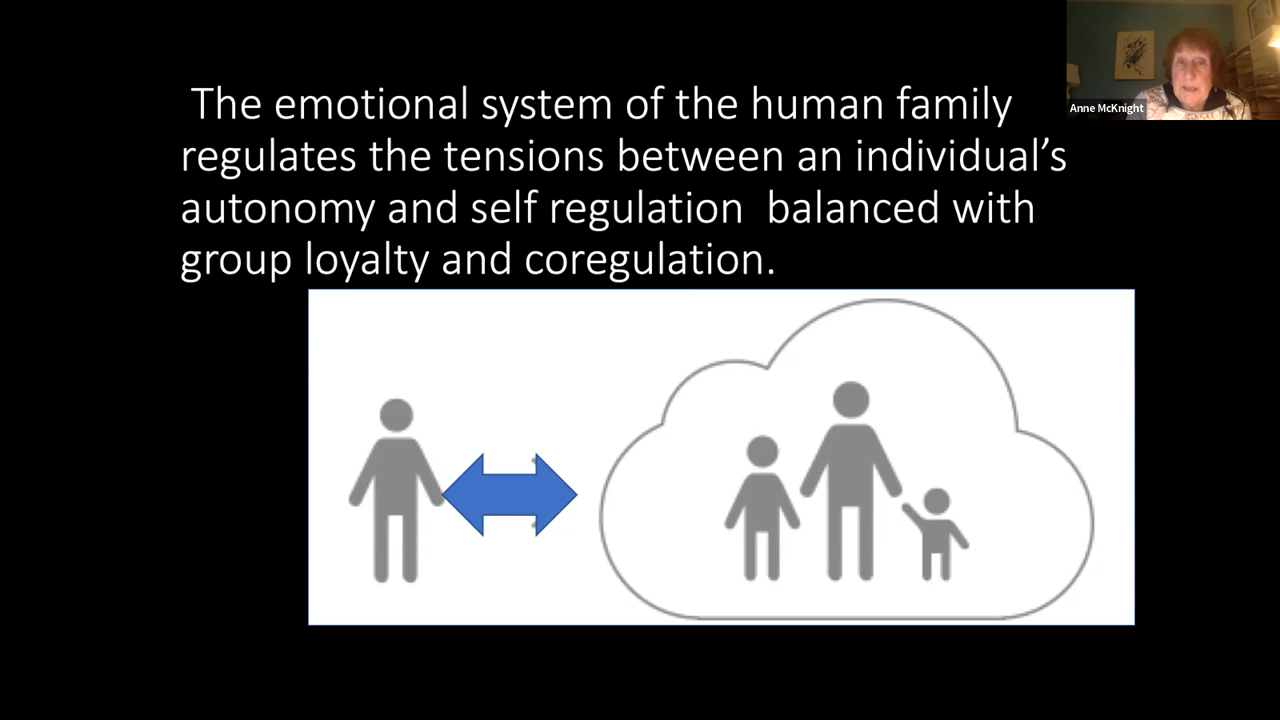 The emotional system of the human family
regulates the tensions between an individual’s
autonomy and self regulation  balanced with
group loyalty and coregulation.
Anne McKnight